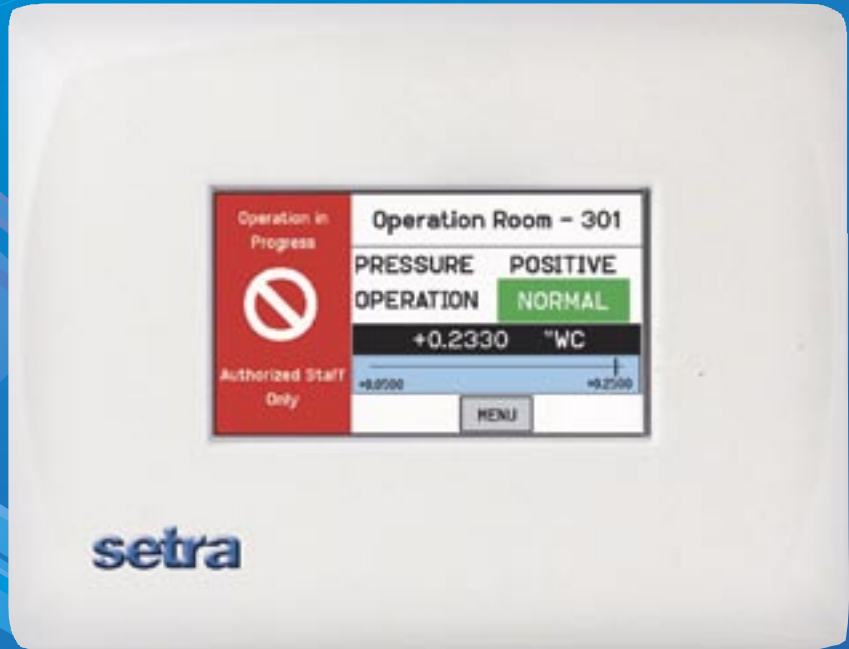 Operation in
Progress
Authorized Staff
Only
Operation Room - 301
PRESSURE POSITIVE
OPERATION NORMAL
+0.2330 "WC
+0.0500 +0.2500
MENU
setra